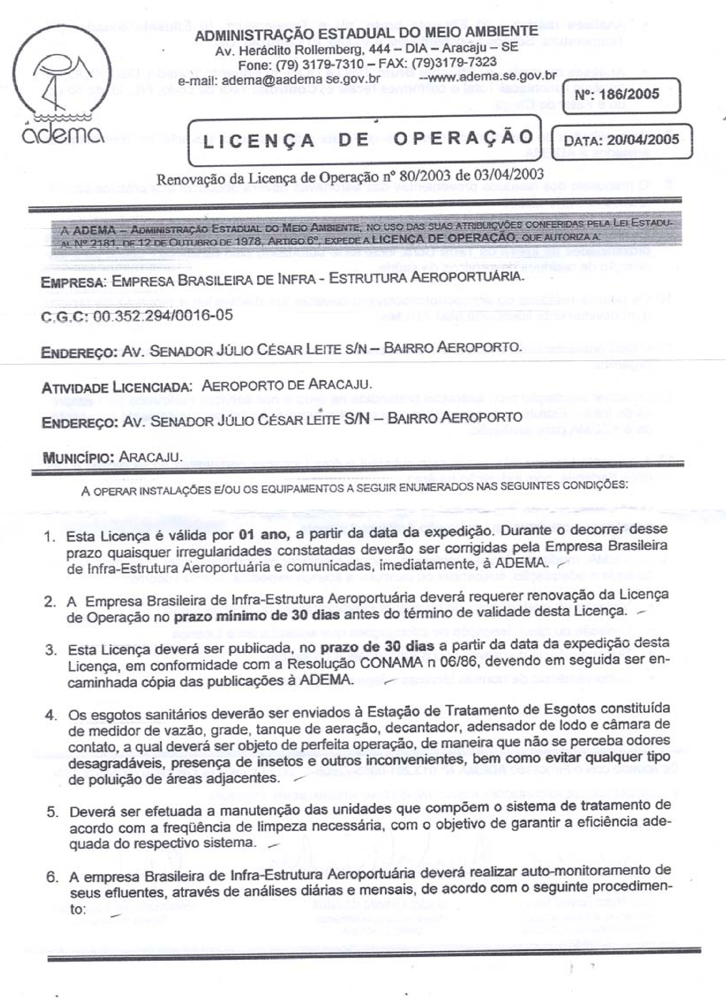 ADMINISTRAÇÃO ESTADUAL DO MEIO AMBIENTE
Av. Heráclito Rollemberg, 444 – DIA – Aracaju – SE
Fone: (79) 3179-7310 – FAX: (79)3179-7323
e-mail: adema@aadema se.gov.br --www.adema.se.gov.br
Nº: 186/2005
adema
LICENÇA DE OPERAÇÃO
DATA: 20/04/2005
Renovação da Licença de Operação nº 80/2003 de 03/04/2003
A ADEMA – ADMINISTRAÇÃO ESTADUAL DO MEIO AMBIENTE, NO USO DAS SUAS ATRIBUIÇVÕES CONFERIDAS PELA LEI ESTADU-
AL Nº 2181, DE 12 DE OUTUBRO DE 1978, ARTIGO 6º, EXPEDE A LICENÇA DE OPERAÇÃO, QUE AUTORIZA A:
EMPRESA: EMPRESA BRASILEIRA DE INFRA - ESTRUTURA AEROPORTUÁRIA.
C.G.C: 00.352.294/0016-05
ENDEREÇO: AV. SENADOR JÚLIO CÉSAR LEITE S/N – BAIRRO AEROPORTO.
ATIVIDADE LICENCIADA: AEROPORTO DE ARACAJU.
ENDEREÇO: AV. SENADOR JÚLIO CÉSAR LEITE S/N – BAIRRO AEROPORTO
MUNICÍPIO: ARACAJU.
A OPERAR INSTALAÇÕES E/OU OS EQUIPAMENTOS A SEGUIR ENUMERADOS NAS SEGUINTES CONDIÇÕES:
1. Esta Licença é válida por 01 ano, a partir da data da expedição. Durante o decorrer desse
prazo quaisquer irregularidades constatadas deverão ser corrigidas pela Empresa Brasileira
de Infra-Estrutura Aeroportuária e comunicadas, imediatamente, à ADEMA.
2. A Empresa Brasileira de Infra-Estrutura Aeroportuária deverá requerer renovação da Licença
de Operação no prazo mínimo de 30 dias antes do término de validade desta Licença.
3. Esta Licença deverá ser publicada, no prazo de 30 dias a partir da data da expedição desta
Licença, em conformidade com a Resolução CONAMA n 06/86, devendo em seguida ser en-
caminhada cópia das publicações à ADEMA.
4. Os esgotos sanitários deverão ser enviados à Estação de Tratamento de Esgotos constituída
de medidor de vazão, grade, tanque de aeração, decantador, adensador de lodo e câmara de
contato, a qual deverá ser objeto de perfeita operação, de maneira que não se perceba odores
desagradáveis, presença de insetos e outros inconvenientes, bem como evitar qualquer tipo
de poluição de áreas adjacentes.
5. Deverá ser efetuada a manutenção das unidades que compõem o sistema de tratamento de
acordo com a freqüência de limpeza necessária, com o objetivo de garantir a eficiência ade-
quada do respectivo sistema.
6. A empresa Brasileira de Infra-Estrutura Aeroportuária deverá realizar auto-monitoramento de
seus efluentes, através de análises diárias e mensais, de acordo com o seguinte procedimen-
to: